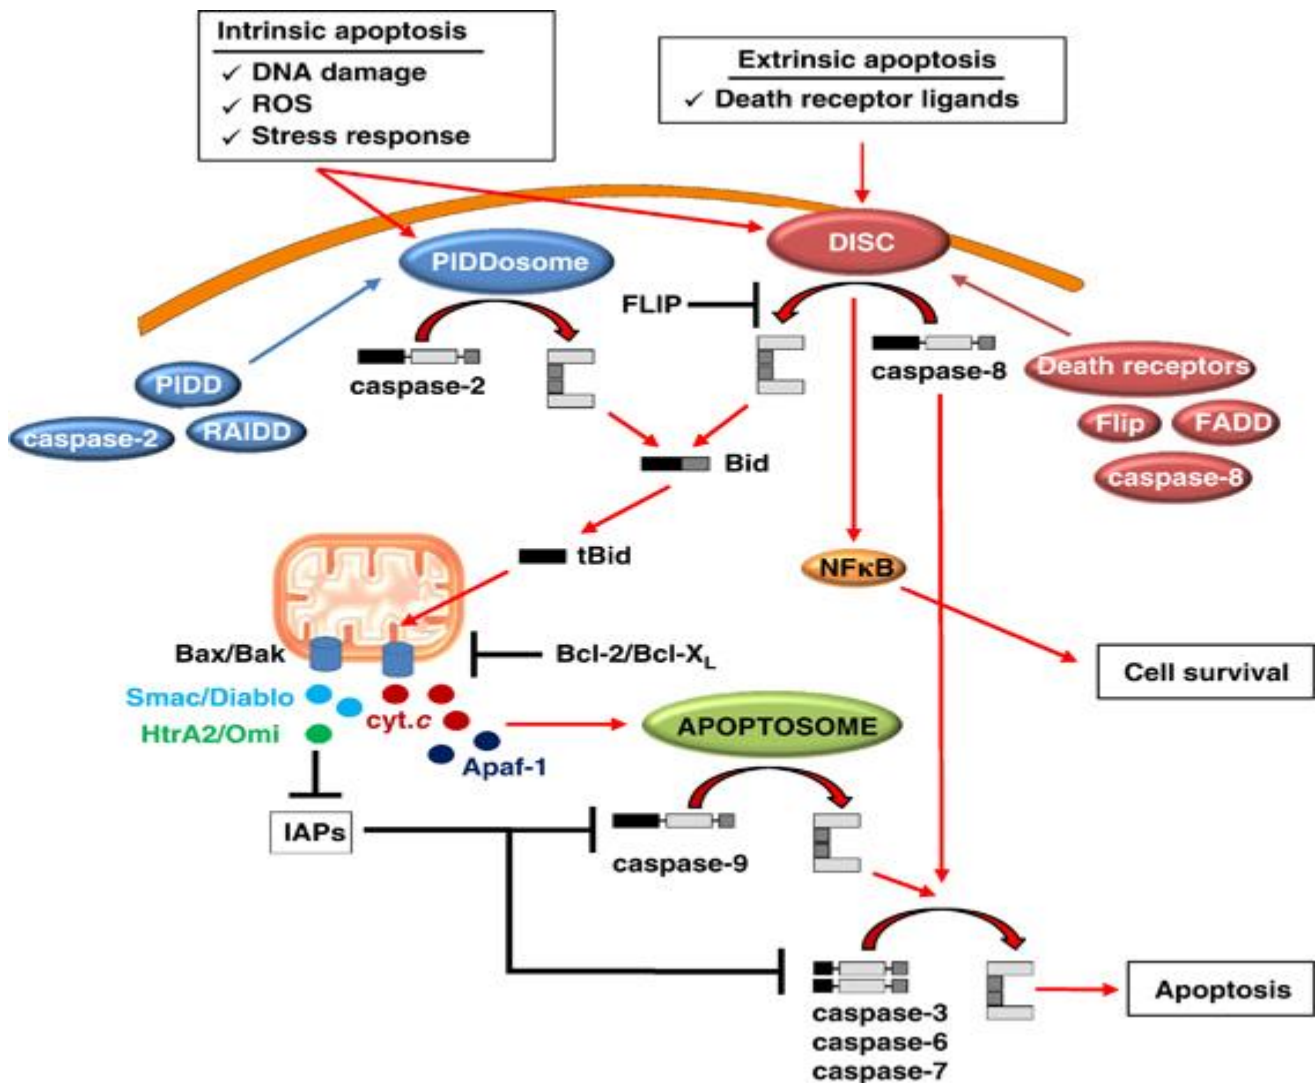 Intrinsic apoptosis
✓ DNA damage
✓ ROS
✓ Stress response
Extrinsic apoptosis
✓ Death receptor ligands
DISC
PIDDosome
FLIP
caspase-2
caspase-8
PIDD
caspase-2
RAIDD
Death receptors
Flip
FADD
caspase-8
Bid
tBid
NFκB
Bax/Bak
Bcl-2/Bcl-XL
Cell survival
Smac/Diablo
cyt.c
HtrA2/Omi
Apaf-1
APOPTOSOME
IAPs
caspase-9
Apoptosis
caspase-3
caspase-6
caspase-7